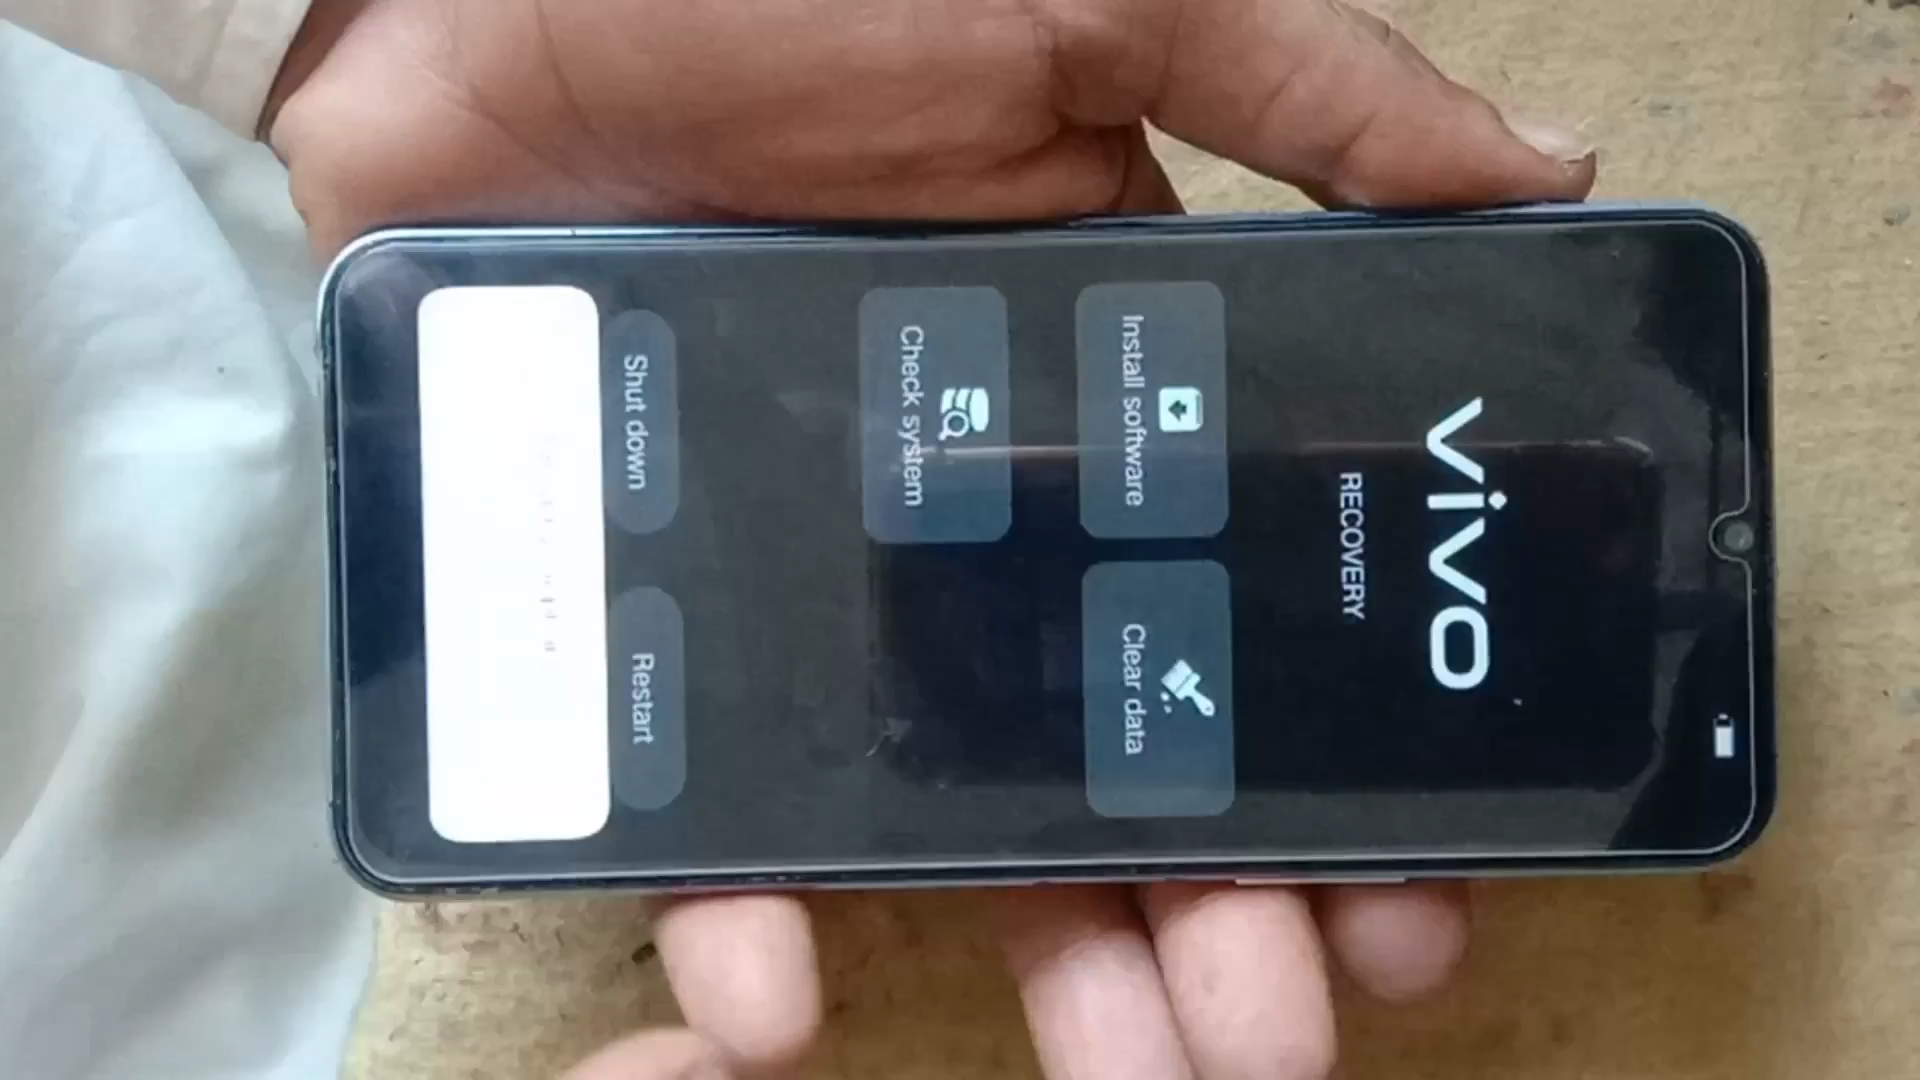 vivo
RECOVERY
Install software
Clear data
Check system
Shut down
Restart